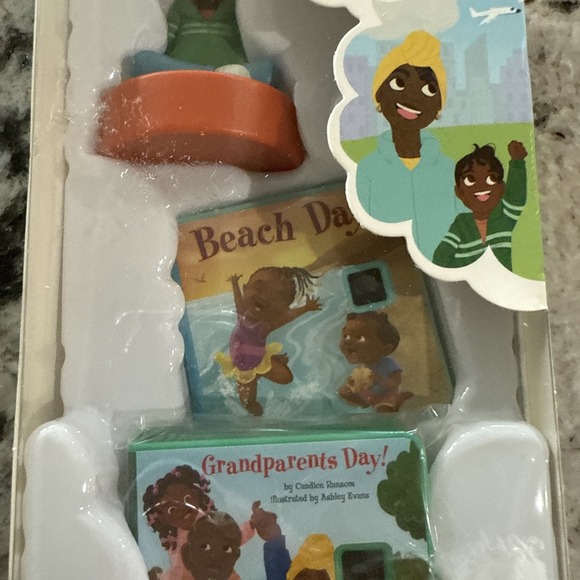 Beach Day
Grandparents Day!
by Candice Ransom
illustrated by Ashley Evans